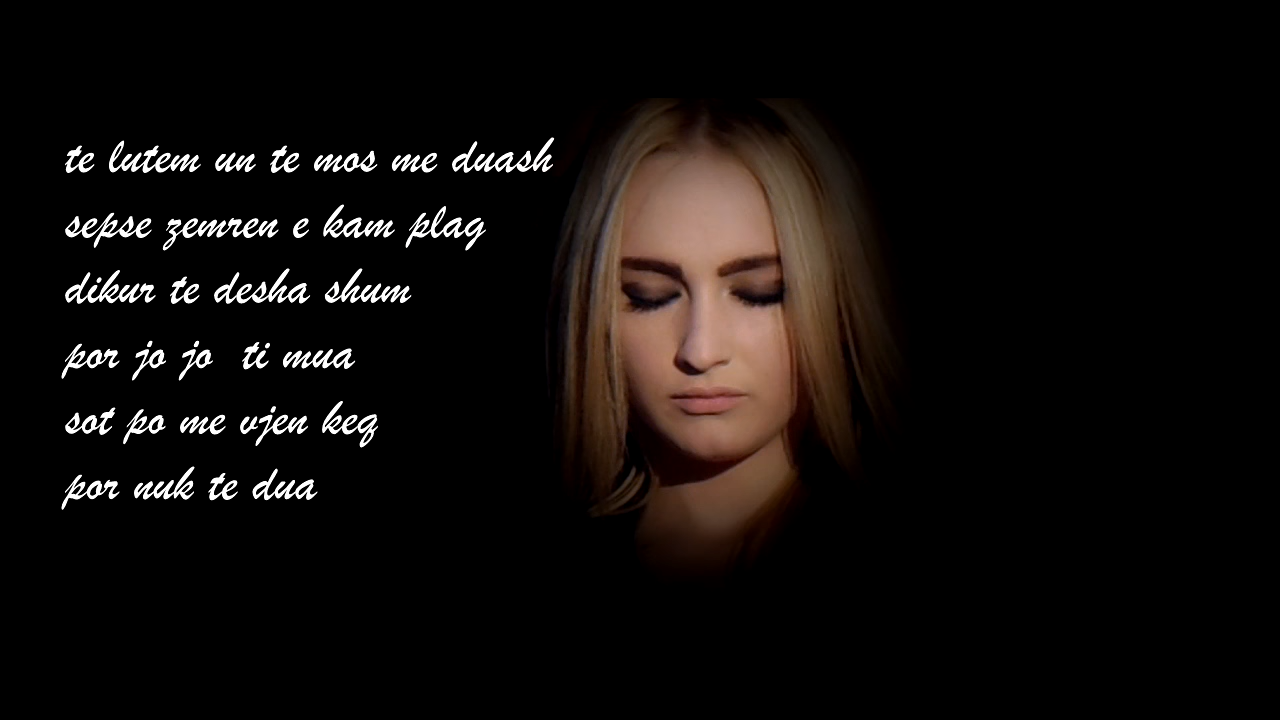 te lutem un te mos me duash
sepse zemren e kam plag
dikur te desha shum
por jo jo ti mua
sot po me vjen keq
por nuk te dua